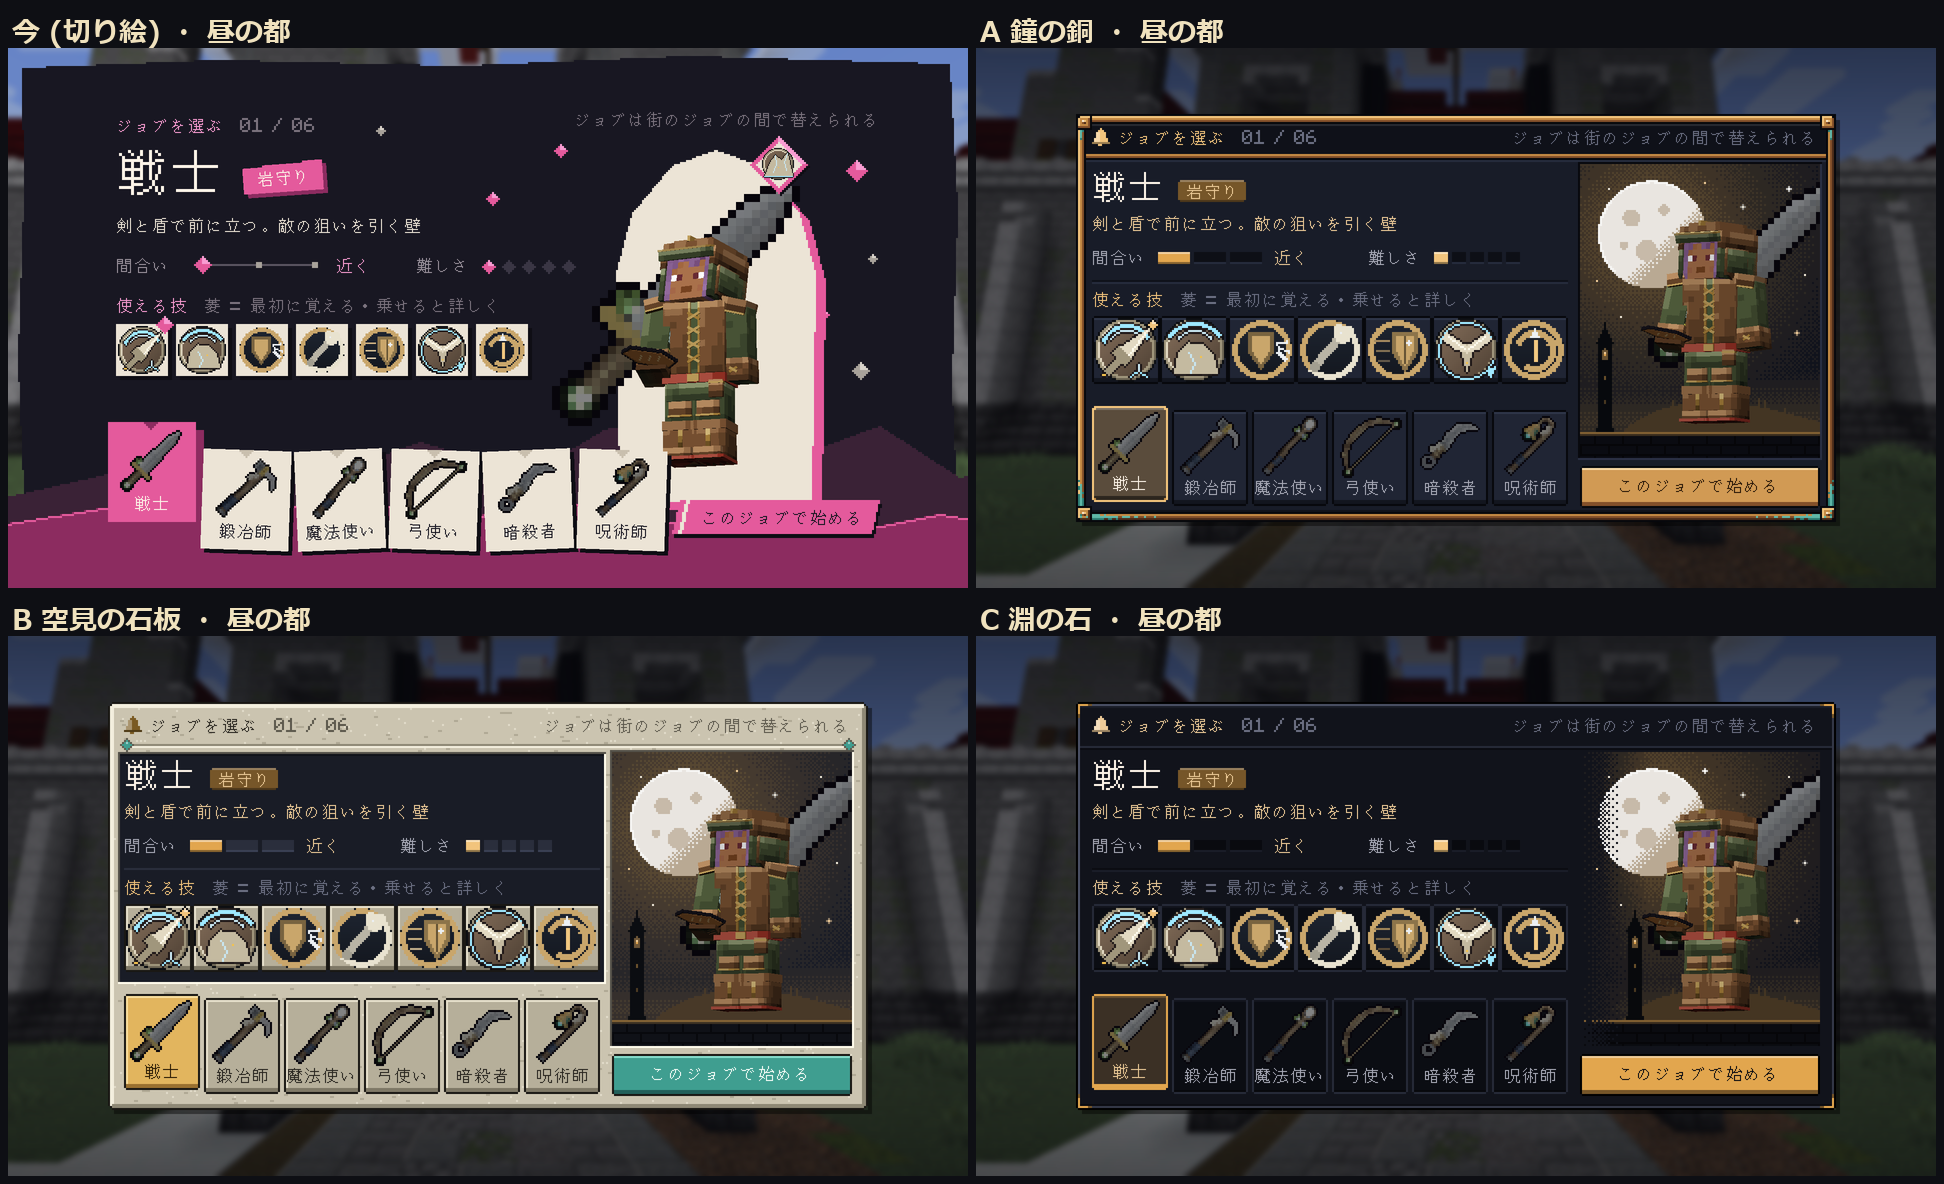 今 (切り絵) ・ 昼の都
ジョブを選ぶ 01 / 06
ジョブは街のジョブの間で替えられる
戦士 岩守り
剣と盾で前に立つ。敵の狙いを引く壁
間合い 近く 難しさ
使える技 菱 = 最初に覚える・乗せると詳しく
戦士 鍛冶師 魔法使い 弓使い 暗殺者 呪術師
このジョブで始める
A 鐘の銅 ・ 昼の都
ジョブを選ぶ 01 / 06 ジョブは街のジョブの間で替えられる
戦士 岩守り
剣と盾で前に立つ。敵の狙いを引く壁
間合い 近く 難しさ
使える技 菱 = 最初に覚える・乗せると詳しく
戦士 鍛冶師 魔法使い 弓使い 暗殺者 呪術師
このジョブで始める
B 空見の石板 ・ 昼の都
ジョブを選ぶ 01 / 06 ジョブは街のジョブの間で替えられる
戦士 岩守り
剣と盾で前に立つ。敵の狙いを引く壁
間合い 近く 難しさ
使える技 菱 = 最初に覚える・乗せると詳しく
戦士 鍛冶師 魔法使い 弓使い 暗殺者 呪術師
このジョブで始める
C 淵の石 ・ 昼の都
ジョブを選ぶ 01 / 06 ジョブは街のジョブの間で替えられる
戦士 岩守り
剣と盾で前に立つ。敵の狙いを引く壁
間合い 近く 難しさ
使える技 菱 = 最初に覚える・乗せると詳しく
戦士 鍛冶師 魔法使い 弓使い 暗殺者 呪術師
このジョブで始める